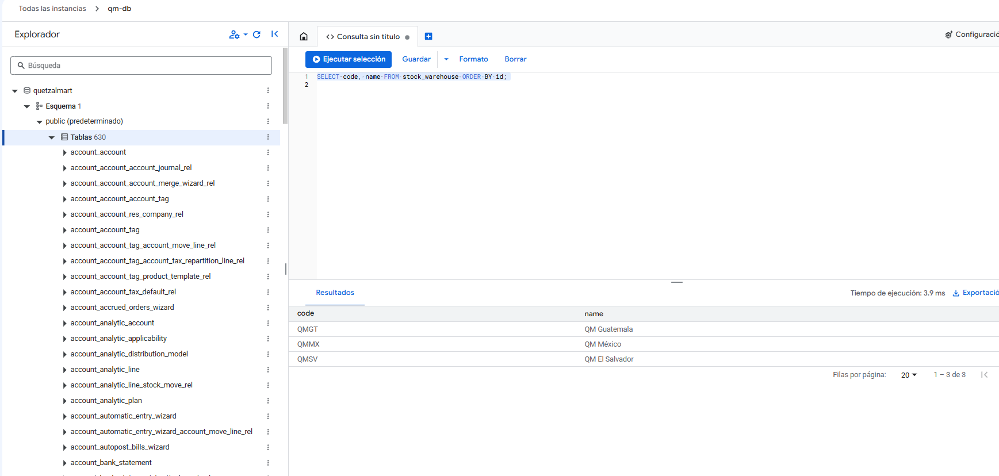 Todas las instancias > qm-db
Explorador
Búsqueda
quetzalmart
Esquema 1
public (predeterminado)
Tablas 630
account_account
account_account_account_journal_rel
account_account_account_merge_wizard_rel
account_account_account_tag
account_account_res_company_rel
account_account_tag
account_account_tag_account_move_line_rel
account_account_tag_account_tax_repartition_line_rel
account_account_tag_product_template_rel
account_account_tax_default_rel
account_accrued_orders_wizard
account_analytic_account
account_analytic_applicability
account_analytic_distribution_model
account_analytic_line
account_analytic_line_stock_move_rel
account_analytic_plan
account_automatic_entry_wizard
account_automatic_entry_wizard_account_move_line_rel
account_autopost_bills_wizard
account_bank_statement
<> Consulta sin título
Configuració
Ejecutar selección Guardar Formato Borrar
1 SELECT code, name FROM stock_warehouse ORDER BY id;
2
Resultados
Tiempo de ejecución: 3.9 ms Exportació
code name
QMGT QM Guatemala
QMMX QM México
QMSV QM El Salvador
Filas por página: 20 1 – 3 de 3